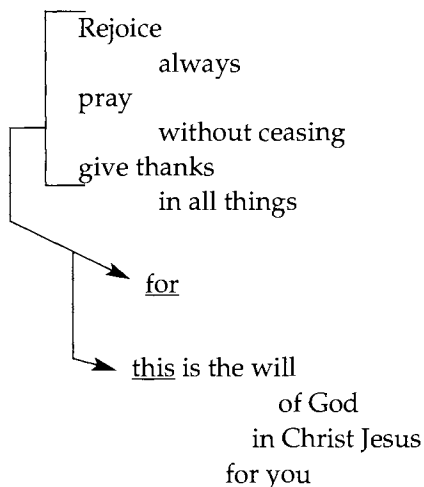 Rejoice
always
pray
without ceasing
give thanks
in all things
for
this is the will
of God
in Christ Jesus
for you